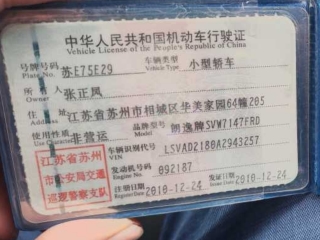 中华人民共和国机动车行驶证
Vehicle License of the People's Republic of China
号牌号码 Plate No. 苏E75E29 车辆类型 Vehicle Type 小型轿车
所有人 Owner 张正凤
住址 Address 江苏省苏州市相城区华美家园64幢205
使用性质 Use Character 非营运 品牌型号 Model 朗逸牌SVW7147FRD
江苏省苏州市公安局交通巡逻警察支队
车辆识别代号 VIN LSVAD2180A2943257
发动机号码 Engine No. 092187
注册日期 Register Date 2010-12-24 发证日期 Issue Date 2010-12-24